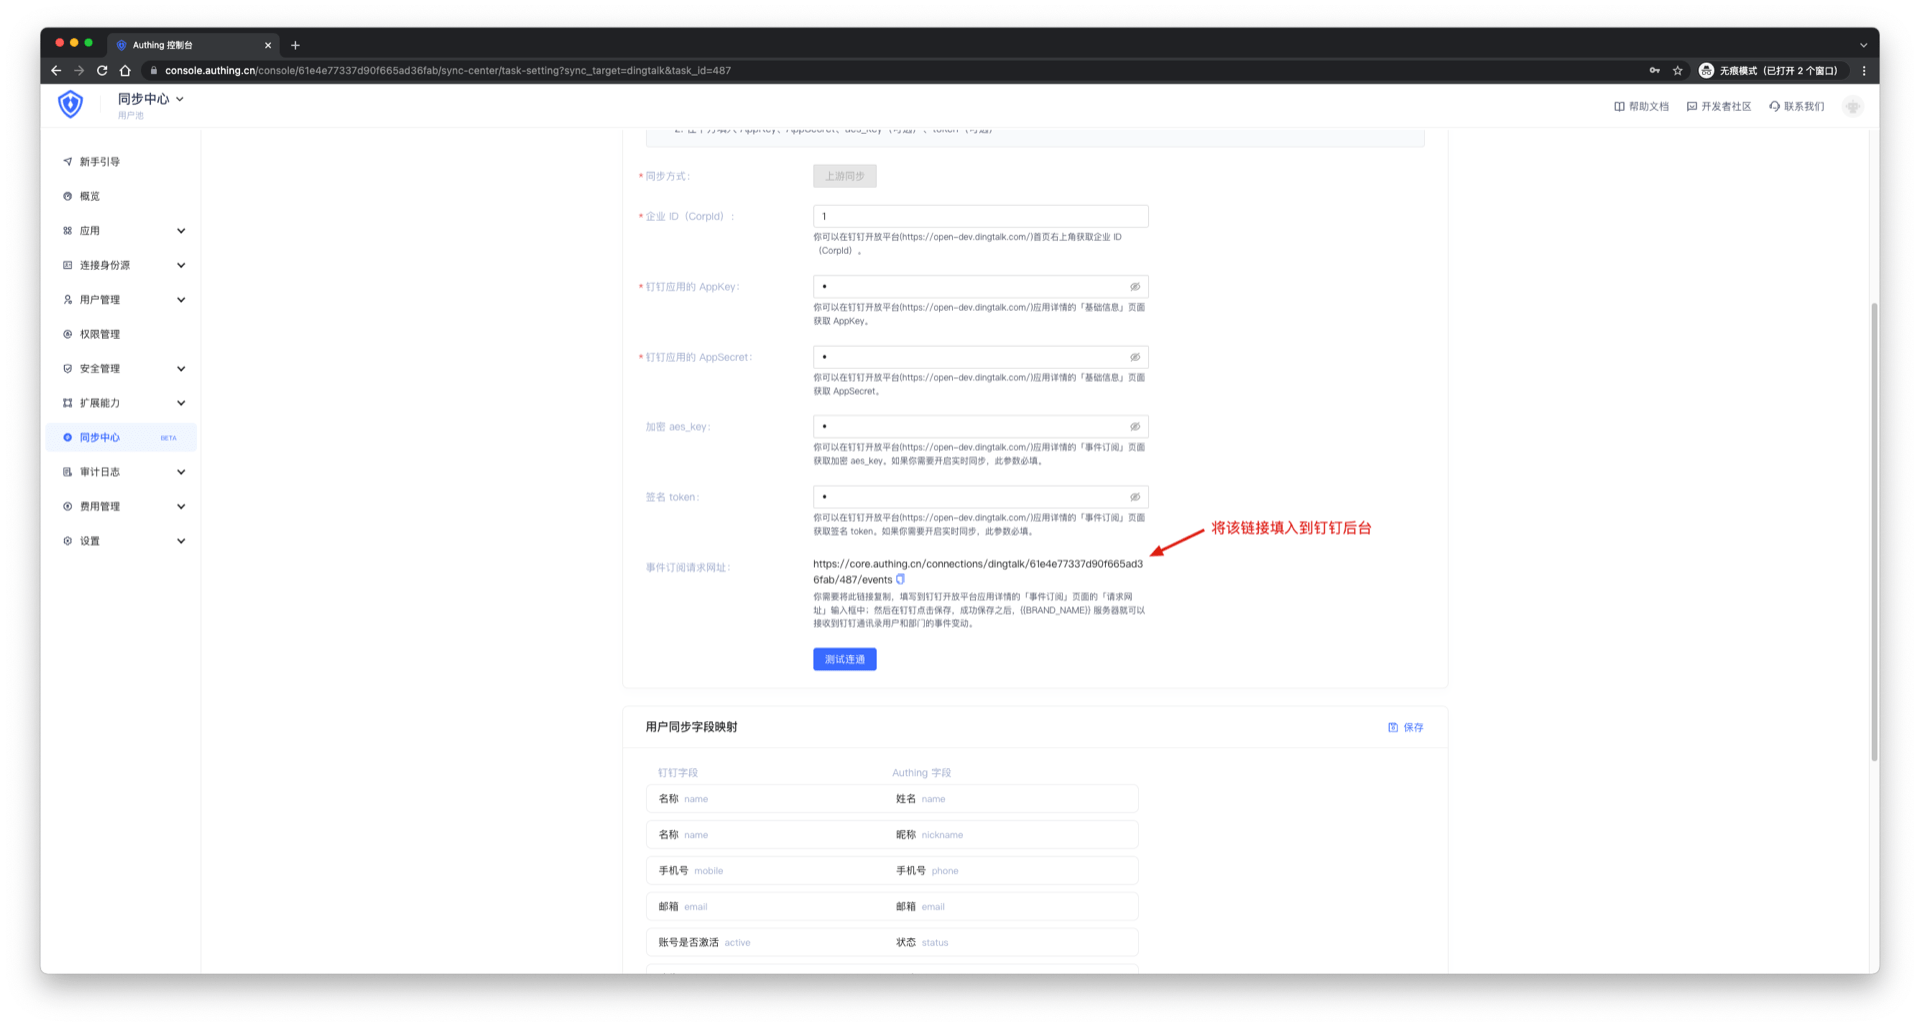 Authing 控制台
console.authing.cn/console/61e4e77337d90f665ad36fab/sync-center/task-setting?sync_target=dingtalk&task_id=487
无痕模式（已打开 2 个窗口）
同步中心
用户池
帮助文档
开发者社区
联系我们
新手引导
概览
应用
连接身份源
用户管理
权限管理
安全管理
扩展能力
同步中心 BETA
审计日志
费用管理
设置
* 同步方式：
上游同步
* 企业 ID（CorpId）：
1
你可以在钉钉开放平台(https://open-dev.dingtalk.com/)首页右上角获取企业 ID
（CorpId）。
* 钉钉应用的 AppKey：
你可以在钉钉开放平台(https://open-dev.dingtalk.com/)应用详情的「基础信息」页面
获取 AppKey。
* 钉钉应用的 AppSecret：
你可以在钉钉开放平台(https://open-dev.dingtalk.com/)应用详情的「基础信息」页面
获取 AppSecret。
加密 aes_key：
你可以在钉钉开放平台(https://open-dev.dingtalk.com/)应用详情的「事件订阅」页面
获取加密 aes_key。如果你需要开启实时同步，此参数必填。
签名 token：
你可以在钉钉开放平台(https://open-dev.dingtalk.com/)应用详情的「事件订阅」页面
获取签名 token。如果你需要开启实时同步，此参数必填。
将该链接填入到钉钉后台
事件订阅请求网址：
https://core.authing.cn/connections/dingtalk/61e4e77337d90f665ad3
6fab/487/events
你需要将此链接复制，填写到钉钉开放平台应用详情的「事件订阅」页面的「请求网
址」输入框中；然后在钉钉点击保存，成功保存之后，{{BRAND_NAME}} 服务器就可以
接收到钉钉通讯录用户和部门的事件变动。
测试连通
用户同步字段映射
保存
钉钉字段 Authing 字段
名称 name 姓名 name
名称 name 昵称 nickname
手机号 mobile 手机号 phone
邮箱 email 邮箱 email
账号是否激活 active 状态 status